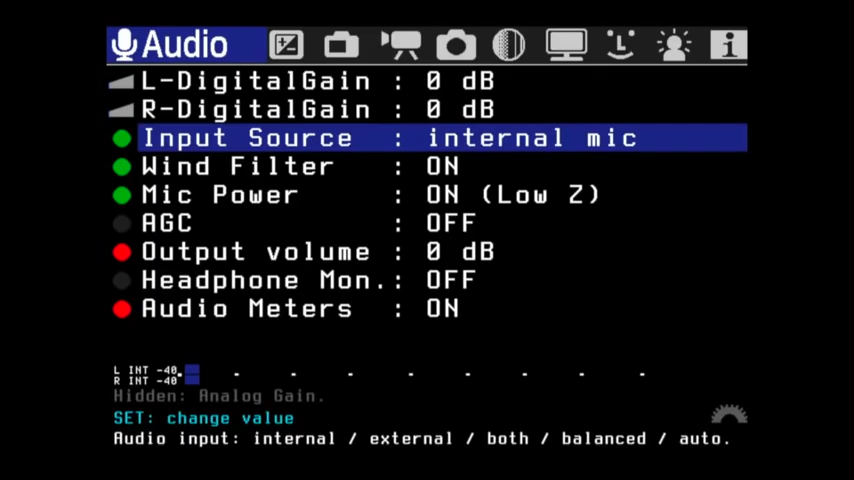 Audio
L-DigitalGain : 0 dB
R-DigitalGain : 0 dB
Input Source : internal mic
Wind Filter : ON
Mic Power : ON (Low Z)
AGC : OFF
Output volume : 0 dB
Headphone Mon.: OFF
Audio Meters : ON
L INT -40
R INT -40
Hidden: Analog Gain.
SET: change value
Audio input: internal / external / both / balanced / auto.